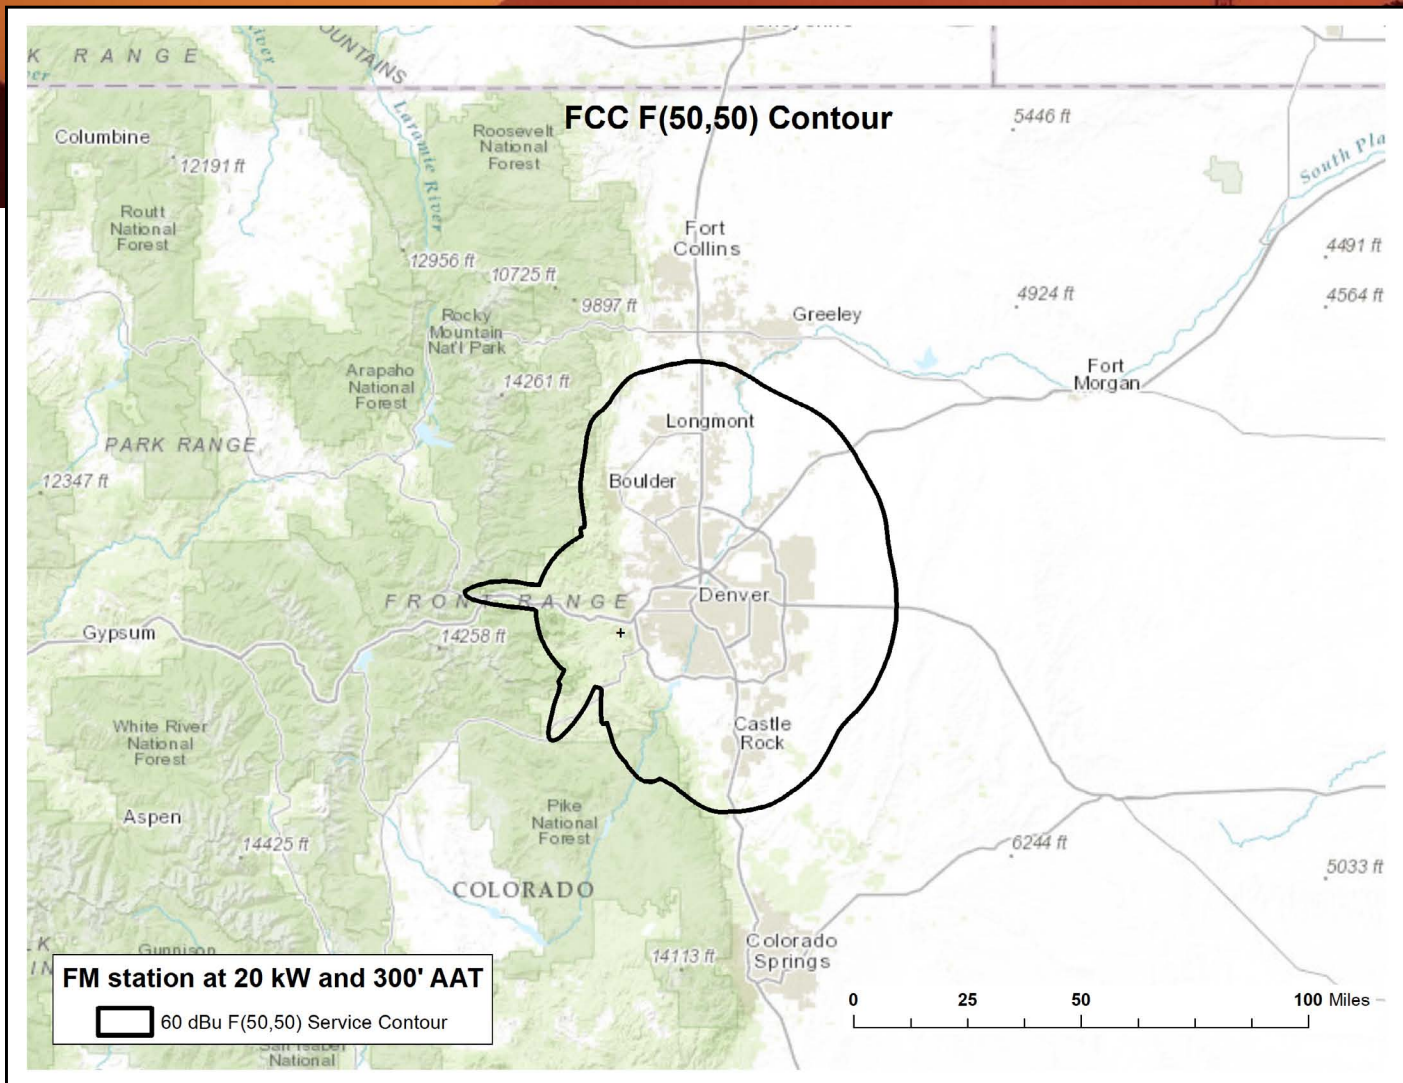 K RANGE
River
OUNTAINS
Laramie River
FCC F(50,50) Contour
5446 ft
Columbine
12191 ft
Roosevelt
National
Forest
South Pla
Routt
National
Forest
Fort
Collins
4491 ft
12956 ft
10725 ft
4924 ft
4564 ft
9897 ft
Greeley
Rocky
Mountain
Nat'l Park
Arapaho
National
Forest
14261 ft
Fort
Morgan
Longmont
PARK RANGE
12347 ft
Boulder
FRONT RANGE
Denver
Gypsum
14258 ft
White River
National
Forest
Castle
Rock
Aspen
Pike
National
Forest
14425 ft
6244 ft
5033 ft
COLORADO
Gunnison
14113 ft
Colorado
Springs
FM station at 20 kW and 300' AAT
60 dBu F(50,50) Service Contour
0 25 50 100 Miles
National